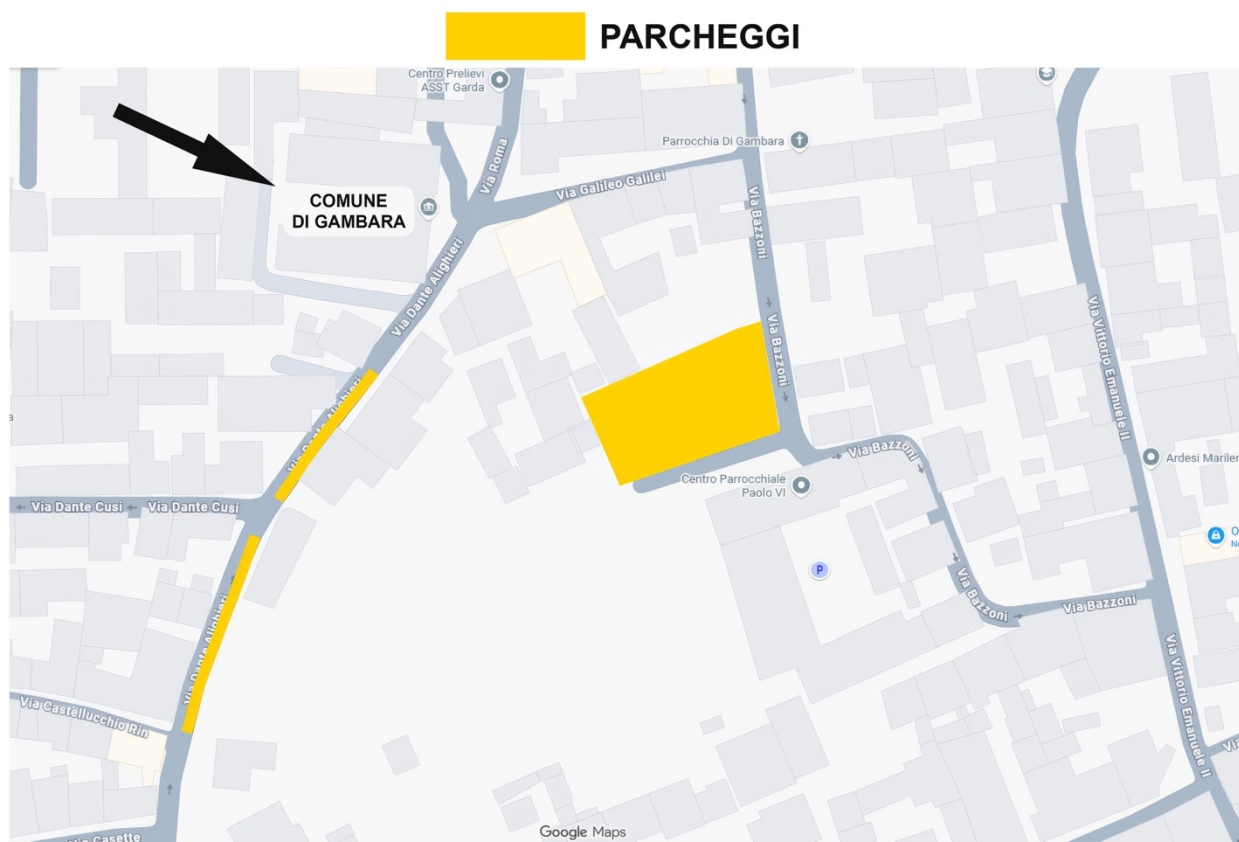 PARCHEGGI
Centro Prelievi
ASST Garda
Via Roma
Parrocchia Di Gambara
Via Galileo Galilei
COMUNE
DI GAMBARA
Via Bazzoni
Via Dante Alighieri
Via Bazzoni
Via Vittorio Emanuele II
Via Dante Alighieri
Via Bazzoni
Ardesi Mariler
Centro Parrocchiale
Paolo VI
Via Dante Cusi
Via Dante Cusi
P
Via Dante Alighieri
Via Bazzoni
Via Bazzoni
Via Castellucchio Rin
Via Vittorio Emanuele II
Via Casette
Google Maps